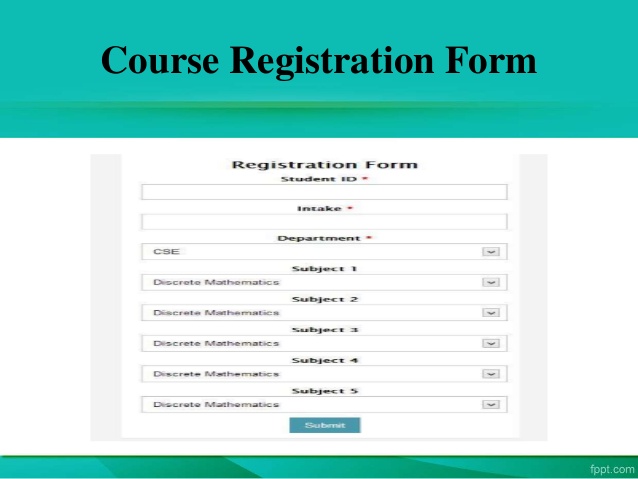 Course Registration Form
Registration Form
Student ID *
Intake *
Department *
CSE
Subject 1
Discrete Mathematics
Subject 2
Discrete Mathematics
Subject 3
Discrete Mathematics
Subject 4
Discrete Mathematics
Subject 5
Discrete Mathematics
Submit
fppt.com